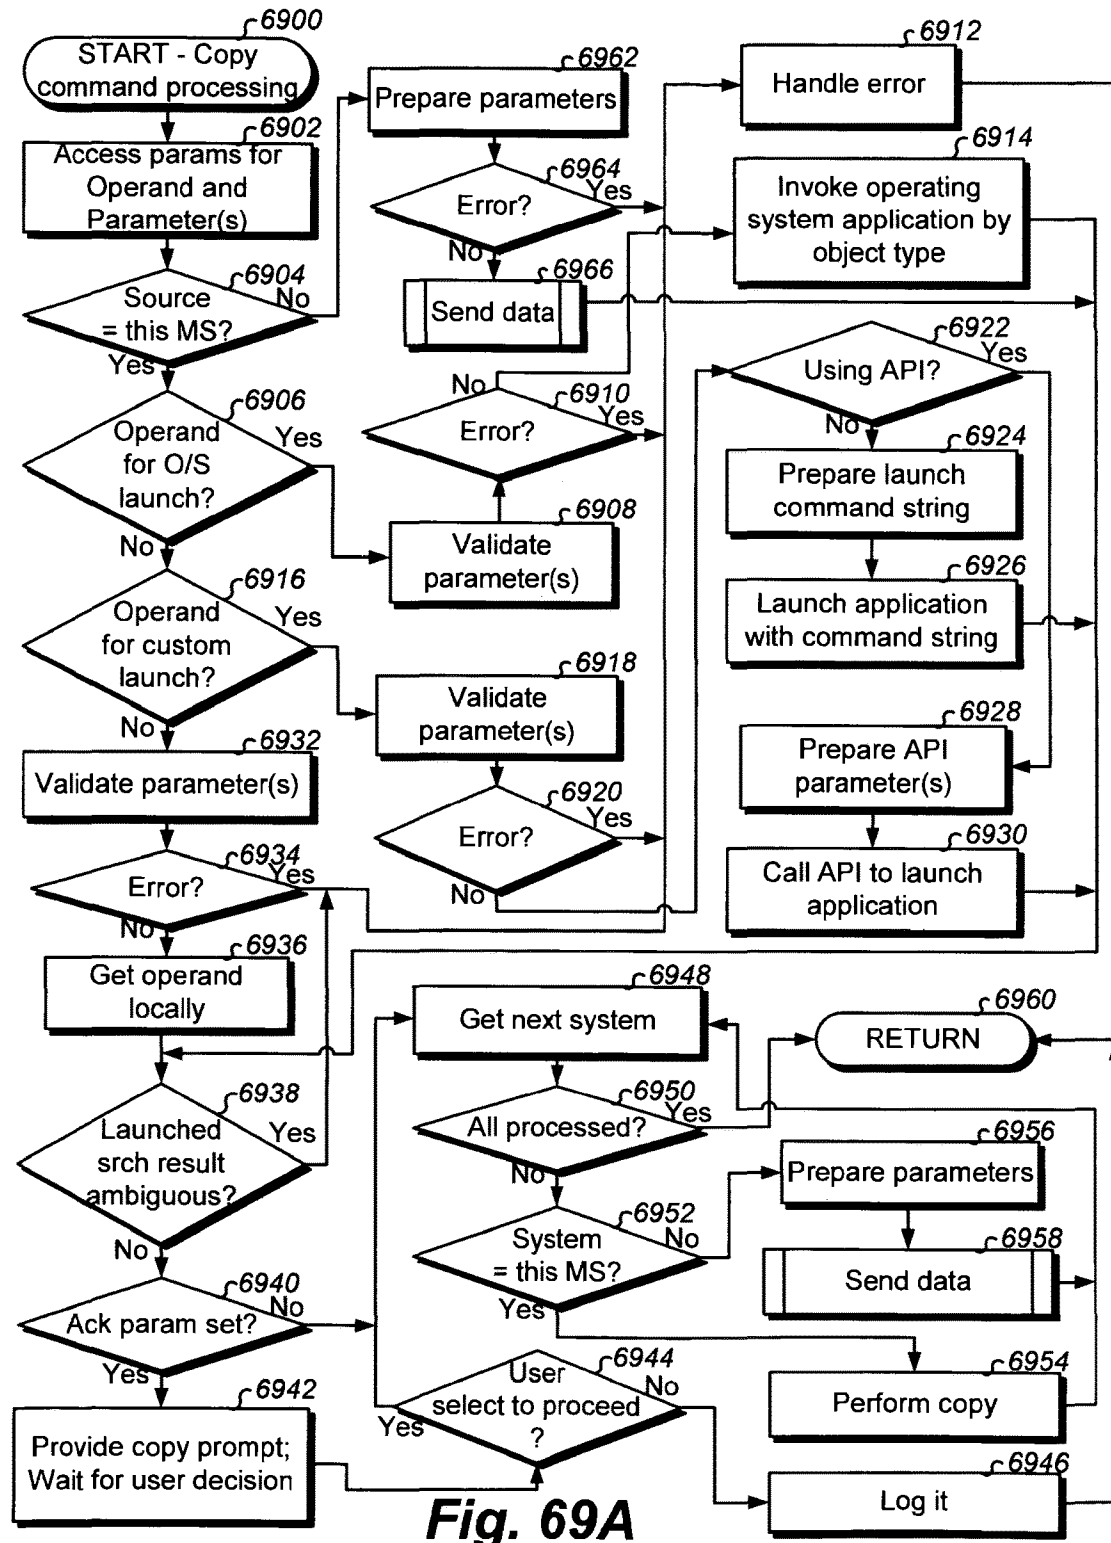 6900
START - Copy
command processing
6902
Access params for
Operand and
Parameter(s)
6904
Source
= this MS?
No
Yes
6906
Operand
for O/S
launch?
Yes
No
6916
Operand
for custom
launch?
Yes
No
6932
Validate parameter(s)
6934
Error?
Yes
No
6936
Get operand
locally
6938
Launched
srch result
ambiguous?
Yes
No
6940
Ack param set?
No
Yes
6942
Provide copy prompt;
Wait for user decision
6962
Prepare parameters
6964
Error?
Yes
No
6966
Send data
No
6910
Error?
Yes
6908
Validate
parameter(s)
6918
Validate
parameter(s)
6920
Error?
Yes
No
6912
Handle error
6914
Invoke operating
system application by
object type
6922
Using API?
Yes
No
6924
Prepare launch
command string
6926
Launch application
with command string
6928
Prepare API
parameter(s)
6930
Call API to launch
application
6948
Get next system
6950
All processed?
Yes
No
6952
System
= this MS?
No
Yes
6944
User
select to proceed
?
No
Yes
6960
RETURN
6956
Prepare parameters
6958
Send data
6954
Perform copy
6946
Log it
Fig. 69A